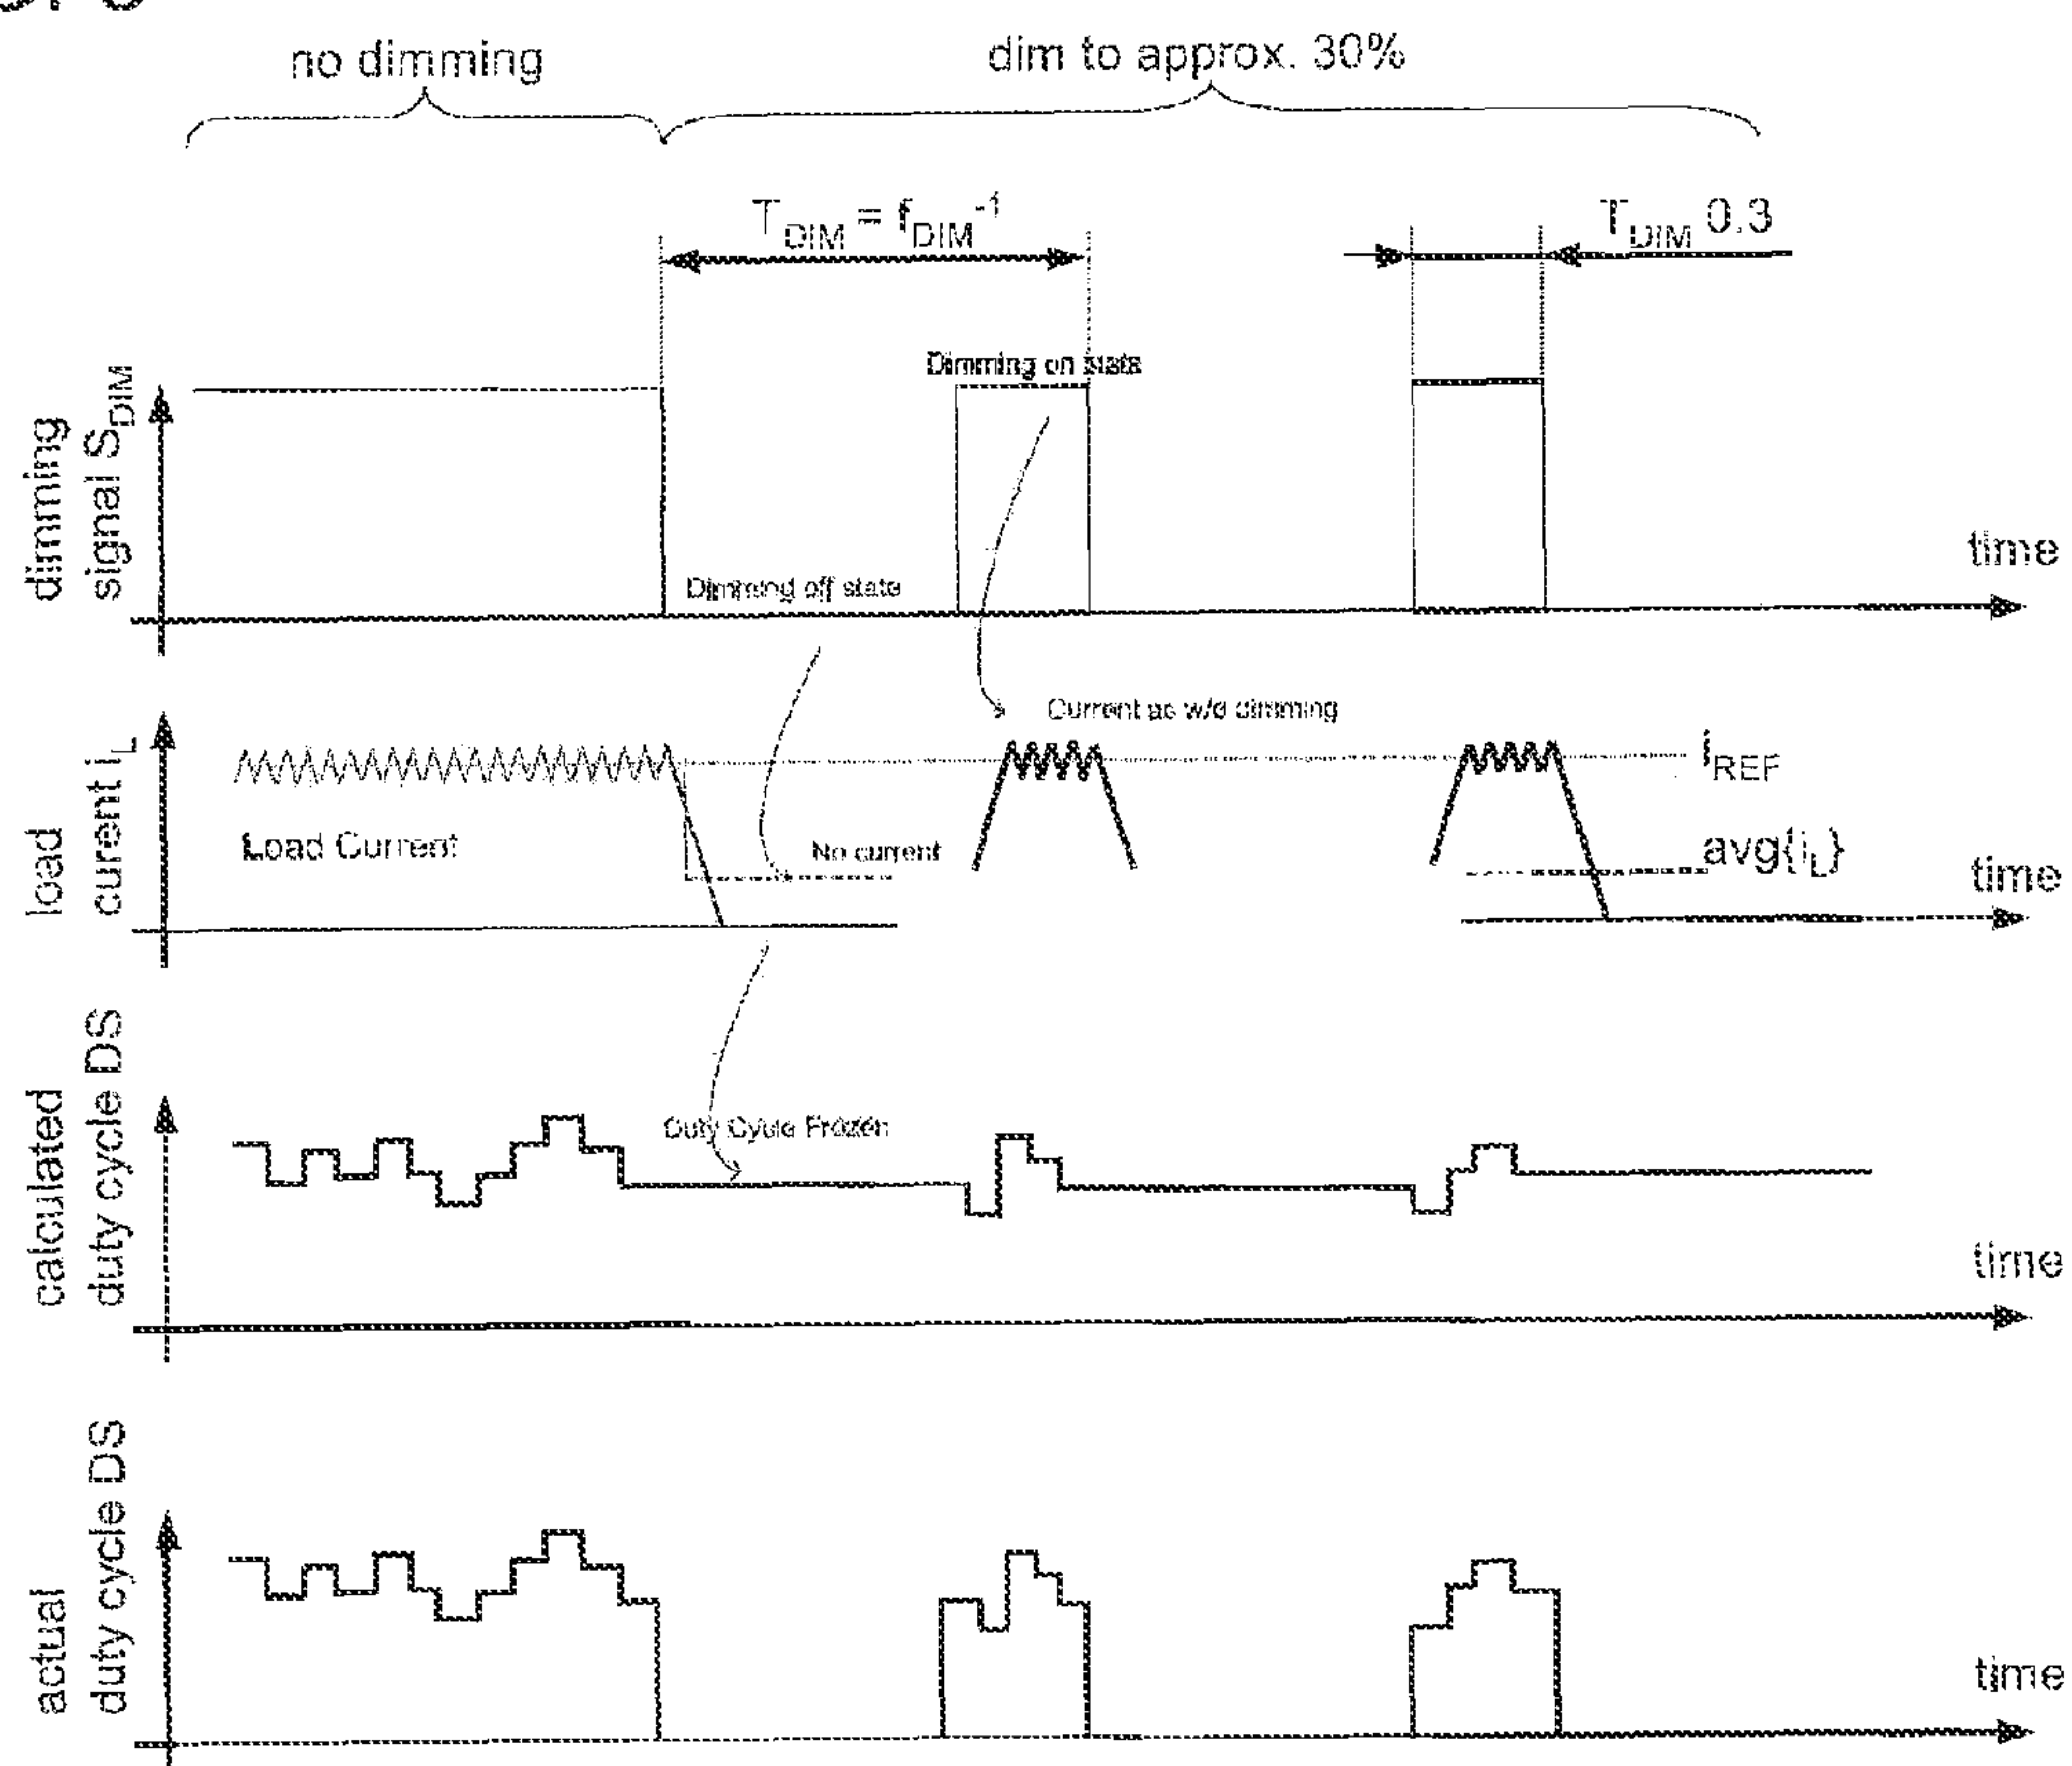 no dimming
dim to approx. 30%
T_DIM = f_DIM^-1
T_DIM 0.3
Dimming on state
dimming
signal S_DIM
time
Dimming off state
Current as w/o dimming
load
curent i_L
i_REF
Load Current
No current
avg{i_L}
time
calculated
duty cycle DS
Duty Cycle Frozen
time
actual
duty cycle DS
time